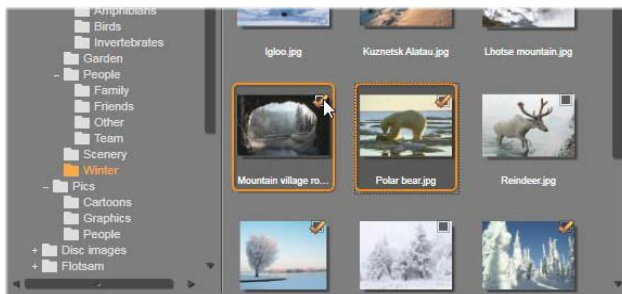 Amphibians
Birds
Invertebrates
Garden
People
Family
Friends
Other
Team
Scenery
Winter
Pics
Cartoons
Graphics
People
Disc images
Flotsam
Igloo.jpg
Kuznetsk Alatau.jpg
Lhotse mountain.jpg
Mountain village ro...
Polar bear.jpg
Reindeer.jpg